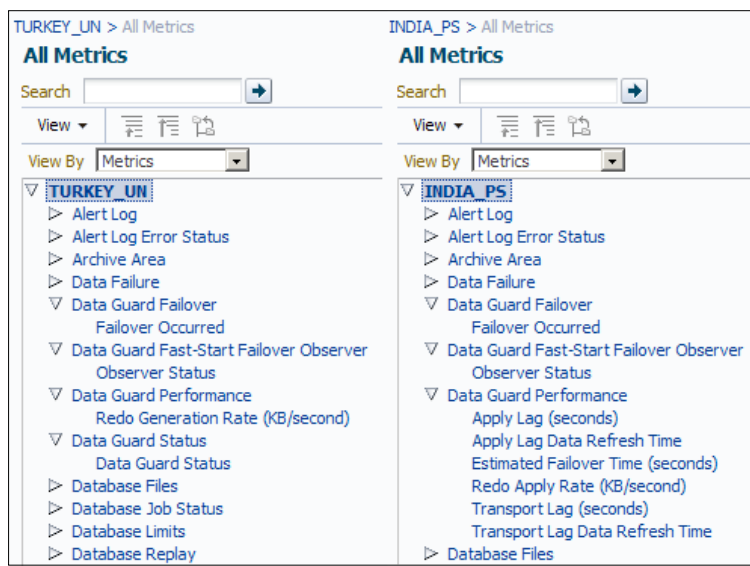 TURKEY_UN > All Metrics
All Metrics
Search
View
View By Metrics
TURKEY_UN
Alert Log
Alert Log Error Status
Archive Area
Data Failure
Data Guard Failover
Failover Occurred
Data Guard Fast-Start Failover Observer
Observer Status
Data Guard Performance
Redo Generation Rate (KB/second)
Data Guard Status
Data Guard Status
Database Files
Database Job Status
Database Limits
Database Replay
INDIA_PS > All Metrics
All Metrics
Search
View
View By Metrics
INDIA_PS
Alert Log
Alert Log Error Status
Archive Area
Data Failure
Data Guard Failover
Failover Occurred
Data Guard Fast-Start Failover Observer
Observer Status
Data Guard Performance
Apply Lag (seconds)
Apply Lag Data Refresh Time
Estimated Failover Time (seconds)
Redo Apply Rate (KB/second)
Transport Lag (seconds)
Transport Lag Data Refresh Time
Database Files